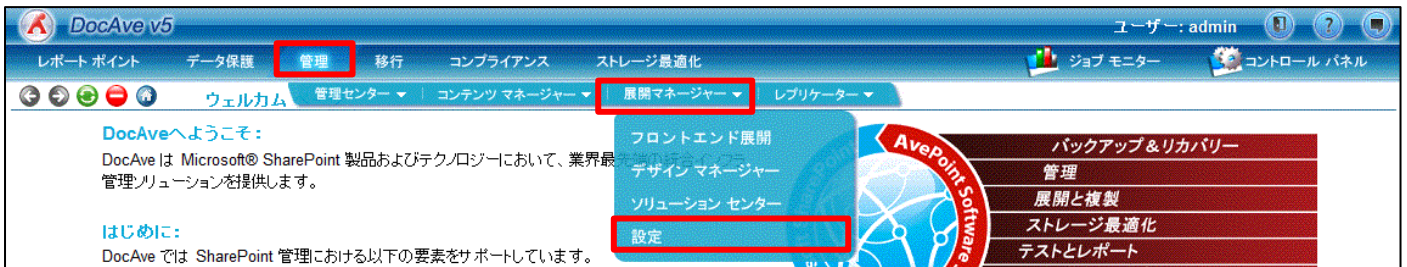 DocAve v5
ユーザー: admin
レポート ポイント データ保護 管理 移行 コンプライアンス ストレージ最適化 ジョブ モニター コントロール パネル
ウェルカム 管理センター コンテンツ マネージャー 展開マネージャー レプリケーター
DocAveへようこそ:
DocAve は Microsoft® SharePoint 製品およびテクノロジーにおいて、業界最先端の統合インフラ
管理ソリューションを提供します。
はじめに:
DocAve では SharePoint 管理における以下の要素をサポートしています。
フロントエンド展開
デザイン マネージャー
ソリューション センター
設定
AvePoint Software
バックアップ&リカバリー
管理
展開と複製
ストレージ最適化
テストとレポート